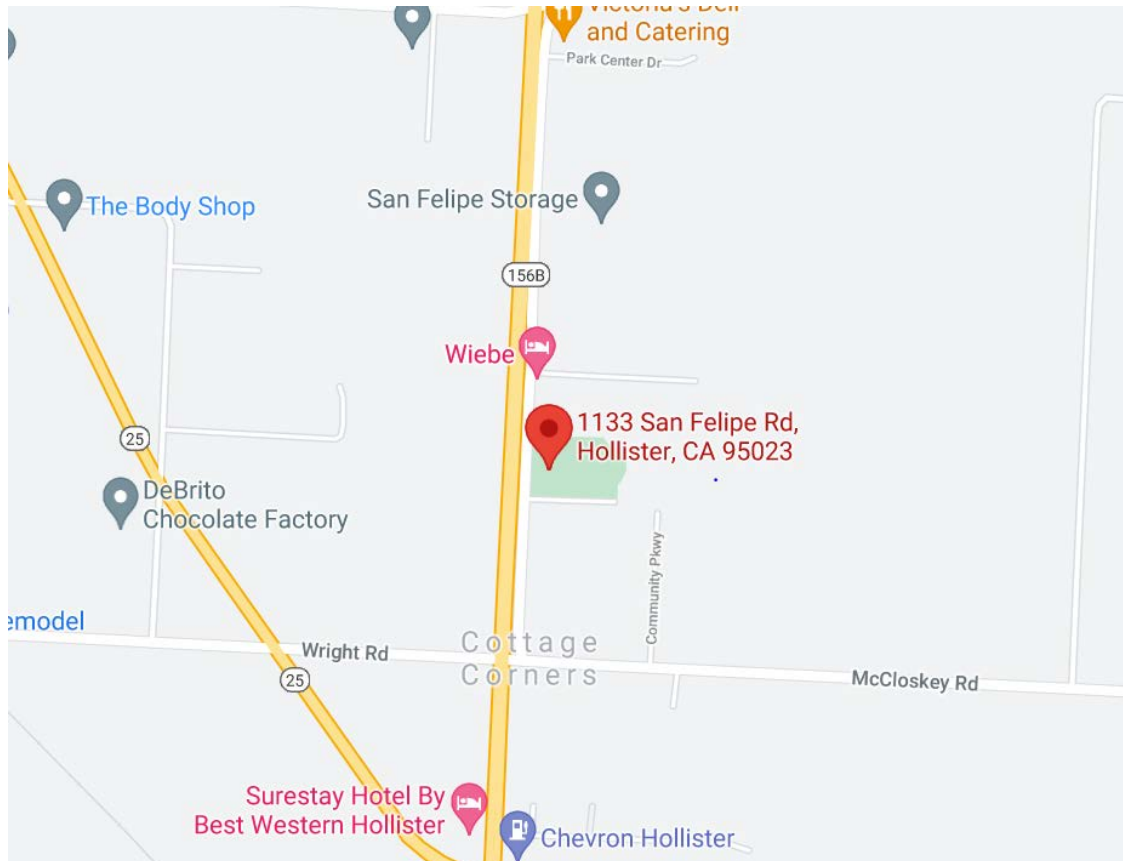 Victoria's Deli
and Catering
Park Center Dr
The Body Shop
San Felipe Storage
156B
Wiebe
1133 San Felipe Rd,
Hollister, CA 95023
25
DeBrito
Chocolate Factory
Community Pkwy
emodel
Wright Rd
Cottage
Corners
25
McCloskey Rd
Surestay Hotel By
Best Western Hollister
Chevron Hollister